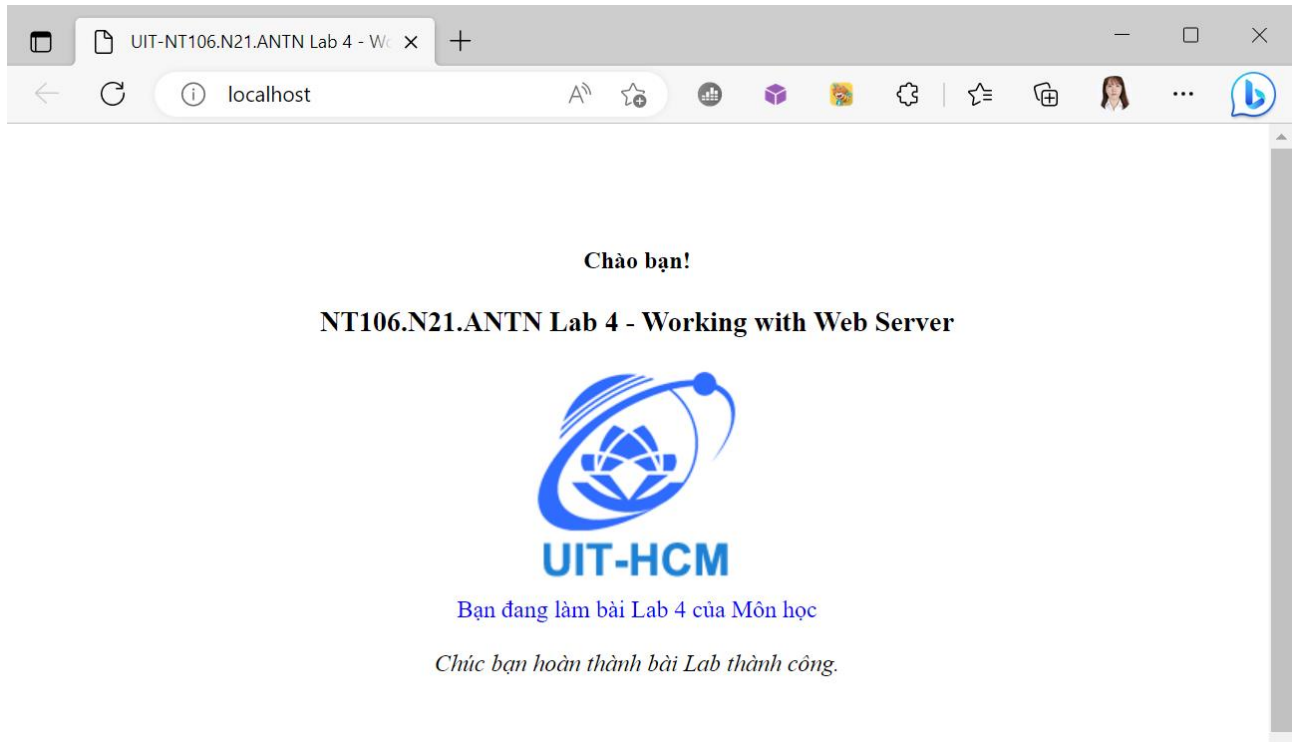 UIT-NT106.N21.ANTN Lab 4 - Wo
localhost
Chào bạn!
NT106.N21.ANTN Lab 4 - Working with Web Server
UIT-HCM
Bạn đang làm bài Lab 4 của Môn học
Chúc bạn hoàn thành bài Lab thành công.